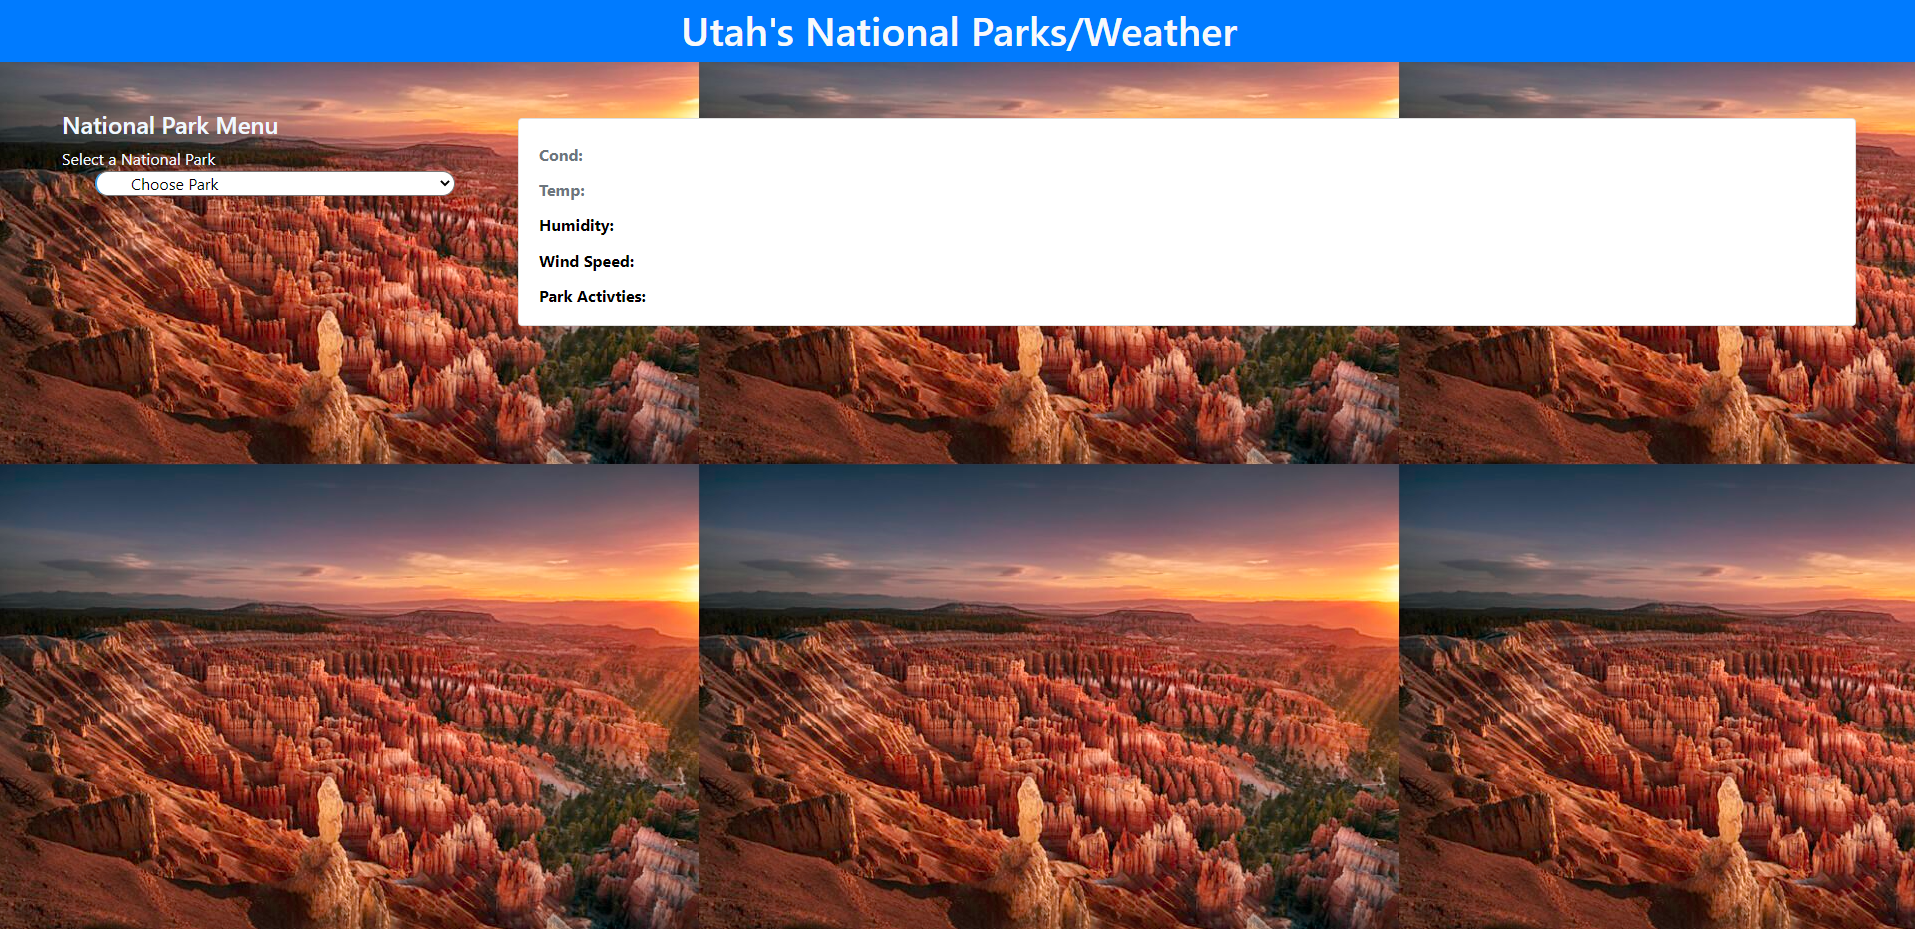 Utah's National Parks/Weather
National Park Menu
Select a National Park
Choose Park
Cond:
Temp:
Humidity:
Wind Speed:
Park Activties: